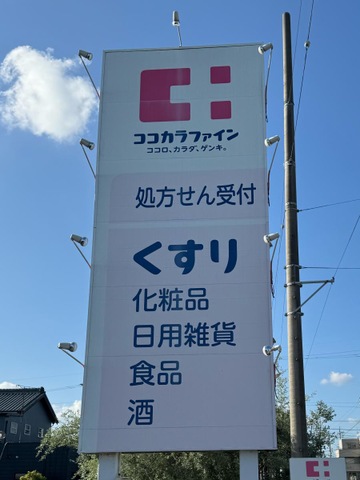 ココカラファイン
ココロ、カラダ、ゲンキ。
処方せん受付
くすり
化粧品
日用雑貨
食品
酒